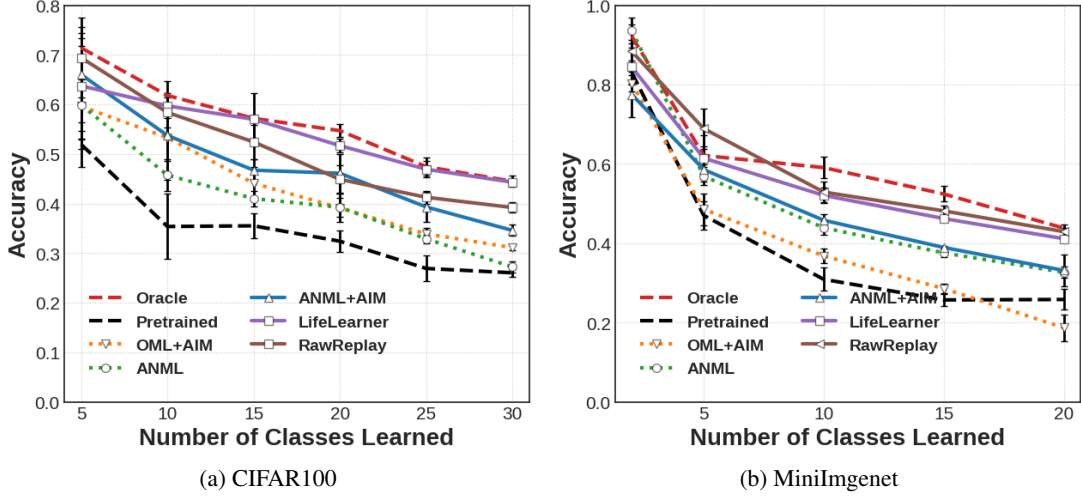 0.8
0.7
0.6
0.5
0.4
0.3
0.2
0.1
0.0
Accuracy
5 10 15 20 25 30
Number of Classes Learned
Oracle
Pretrained
OML+AIM
ANML
ANML+AIM
LifeLearner
RawReplay
(a) CIFAR100
1.0
0.8
0.6
0.4
0.2
0.0
Accuracy
5 10 15 20
Number of Classes Learned
Oracle
Pretrained
OML+AIM
ANML
ANML+AIM
LifeLearner
RawReplay
(b) MiniImgenet